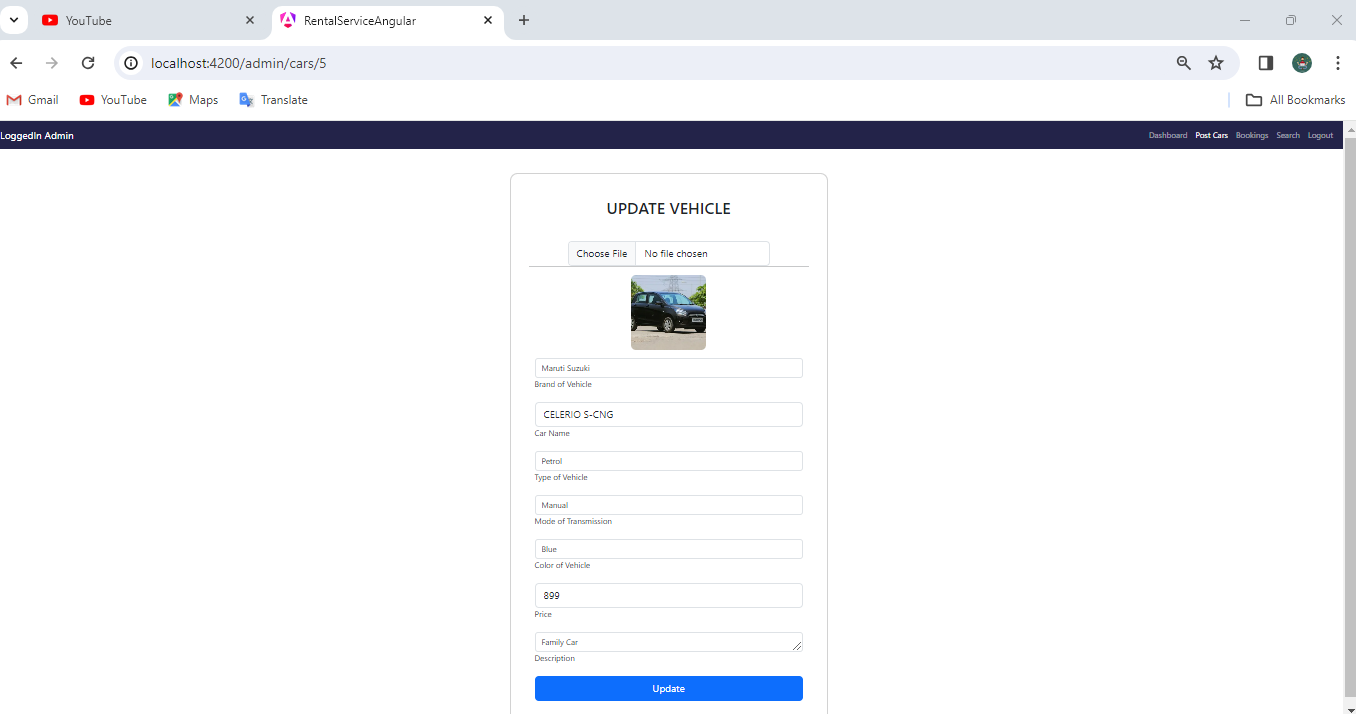 YouTube
RentalServiceAngular
localhost:4200/admin/cars/5
Gmail YouTube Maps Translate All Bookmarks
LoggedIn Admin Dashboard Post Cars Bookings Search Logout
UPDATE VEHICLE
Choose File No file chosen
Maruti Suzuki
Brand of Vehicle
CELERIO S-CNG
Car Name
Petrol
Type of Vehicle
Manual
Mode of Transmission
Blue
Color of Vehicle
899
Price
Family Car
Description
Update